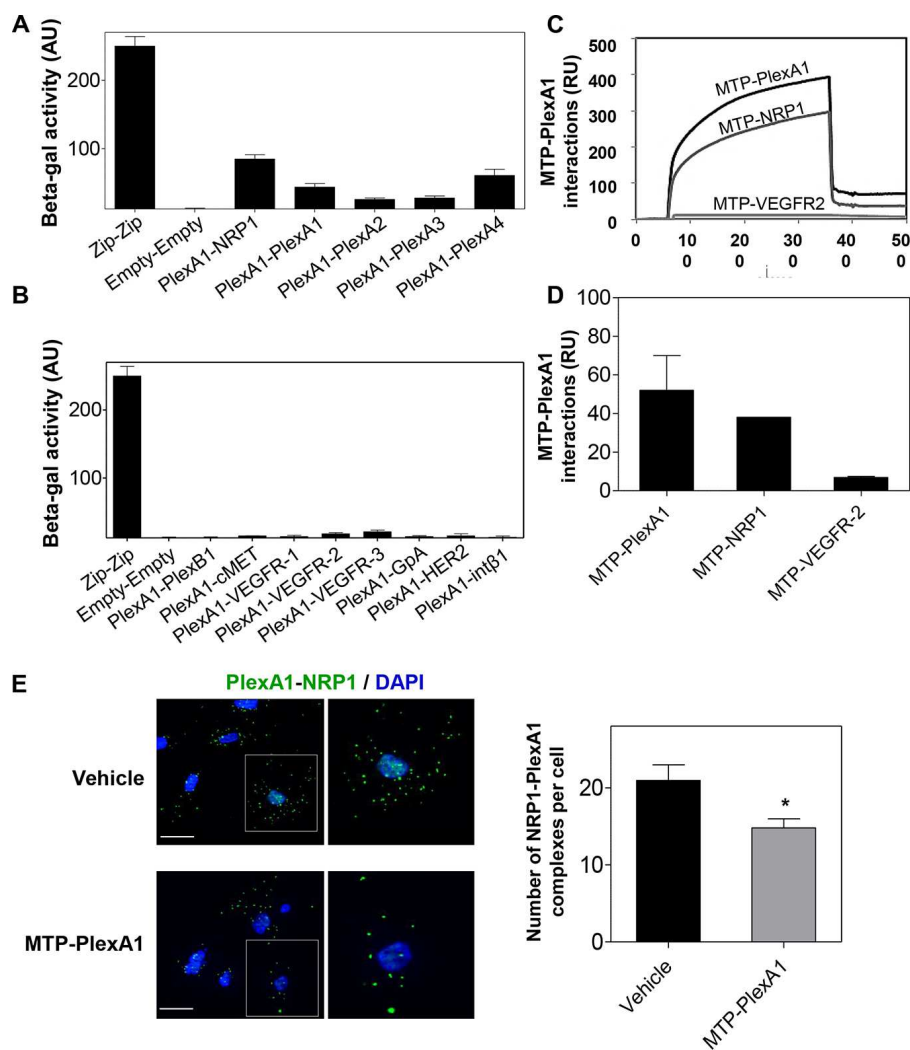 A
Beta-gal activity (AU)
200
100
Zip-Zip
Empty-Empty
PlexA1-NRP1
PlexA1-PlexA1
PlexA1-PlexA2
PlexA1-PlexA3
PlexA1-PlexA4
B
Beta-gal activity (AU)
200
100
Zip-Zip
Empty-Empty
PlexA1-PlexB1
PlexA1-cMET
PlexA1-VEGFR-1
PlexA1-VEGFR-2
PlexA1-VEGFR-3
PlexA1-GpA
PlexA1-HER2
PlexA1-intβ1
C
MTP-PlexA1
interactions (RU)
500
400
300
200
100
0
MTP-PlexA1
MTP-NRP1
MTP-VEGFR2
0 10 20 30 40 50
0 0 0 0 0
D
MTP-PlexA1
interactions (RU)
100
80
60
40
20
0
MTP-PlexA1
MTP-NRP1
MTP-VEGFR-2
E
PlexA1-NRP1 / DAPI
Vehicle
MTP-PlexA1
Number of NRP1-PlexA1
complexes per cell
20
10
0
*
Vehicle
MTP-PlexA1